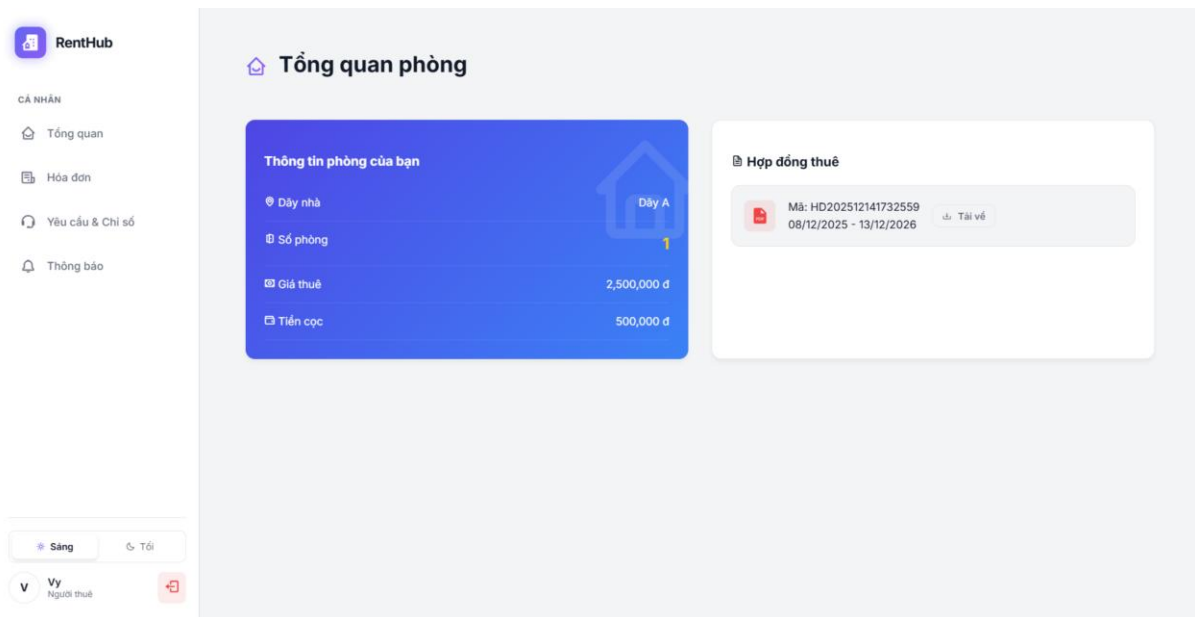 RentHub
CÁ NHÂN
Tổng quan
Hóa đơn
Yêu cầu & Chỉ số
Thông báo
Sáng
Tối
V
Vy
Người thuê
Tổng quan phòng
Thông tin phòng của bạn
Dãy nhà
Dãy A
Số phòng
1
Giá thuê
2,500,000 đ
Tiền cọc
500,000 đ
Hợp đồng thuê
Mã: HD202512141732559
08/12/2025 - 13/12/2026
Tải về